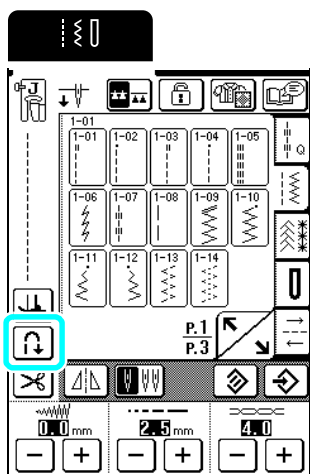 J
1-01
1-01 1-02 1-03 1-04 1-05
Q
1-06 1-07 1-08 1-09 1-10
1-11 1-12 1-13 1-14
P.1
P.3
0.0 mm 2.5 mm 4.0
− + − + − +